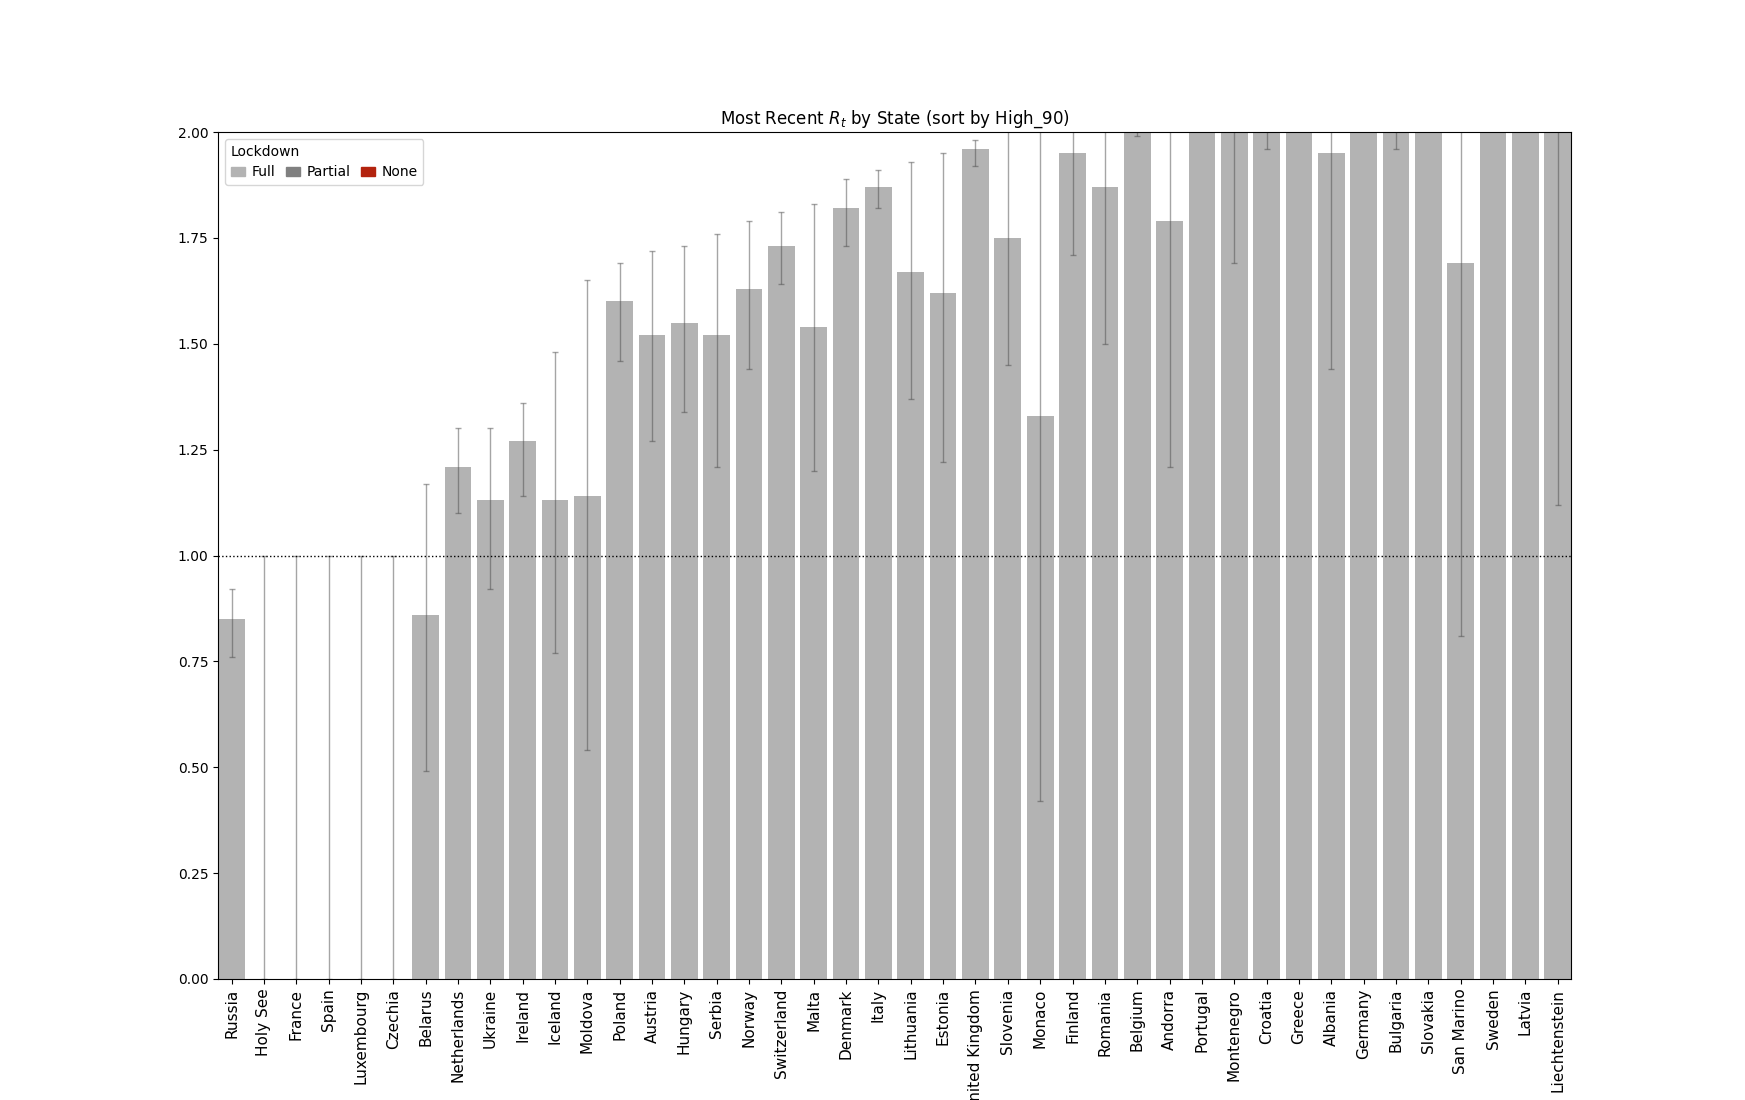 Most Recent R_t by State (sort by High_90)
Lockdown
Full Partial None
2.00
1.75
1.50
1.25
1.00
0.75
0.50
0.25
0.00
Russia
Holy See
France
Spain
Luxembourg
Czechia
Belarus
Netherlands
Ukraine
Ireland
Iceland
Moldova
Poland
Austria
Hungary
Serbia
Norway
Switzerland
Malta
Denmark
Italy
Lithuania
Estonia
nited Kingdom
Slovenia
Monaco
Finland
Romania
Belgium
Andorra
Portugal
Montenegro
Croatia
Greece
Albania
Germany
Bulgaria
Slovakia
San Marino
Sweden
Latvia
Liechtenstein